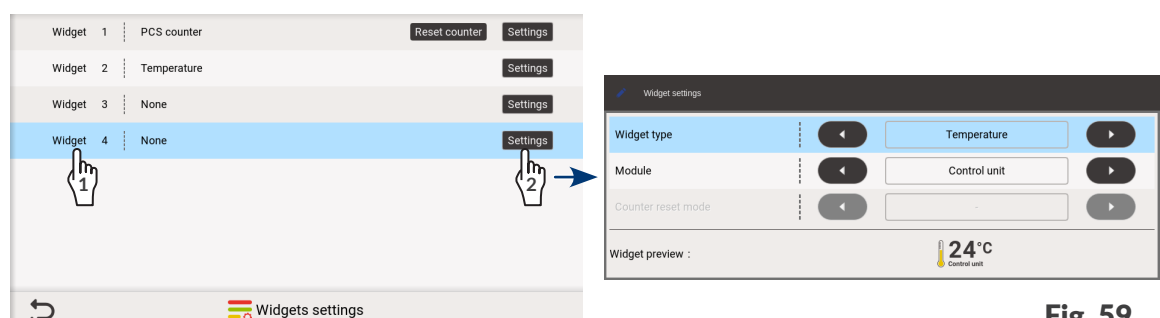 Widget 1 PCS counter Reset counter Settings
Widget 2 Temperature Settings
Widget 3 None Settings
Widget 4 None Settings
1
2
Widgets settings
Widget settings
Widget type Temperature
Module Control unit
Counter reset mode -
Widget preview : 24°C
Control unit
Fig. 59